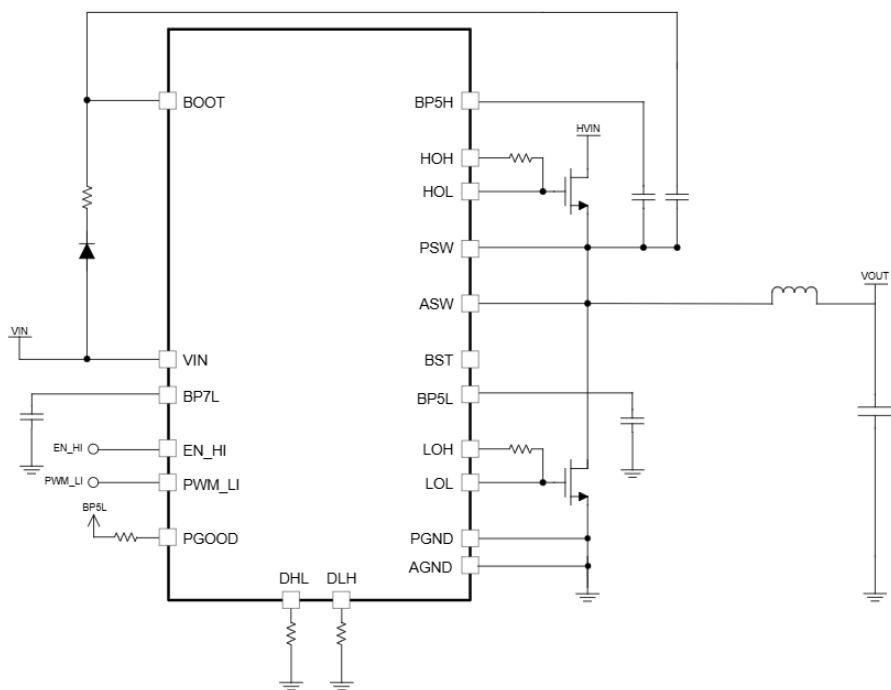 BOOT
BP5H
HVIN
HOH
HOL
PSW
ASW
VOUT
VIN
VIN
BST
BP7L
BP5L
EN_HI
EN_HI
LOH
PWM_LI
PWM_LI
LOL
BP5L
PGOOD
PGND
AGND
DHL
DLH